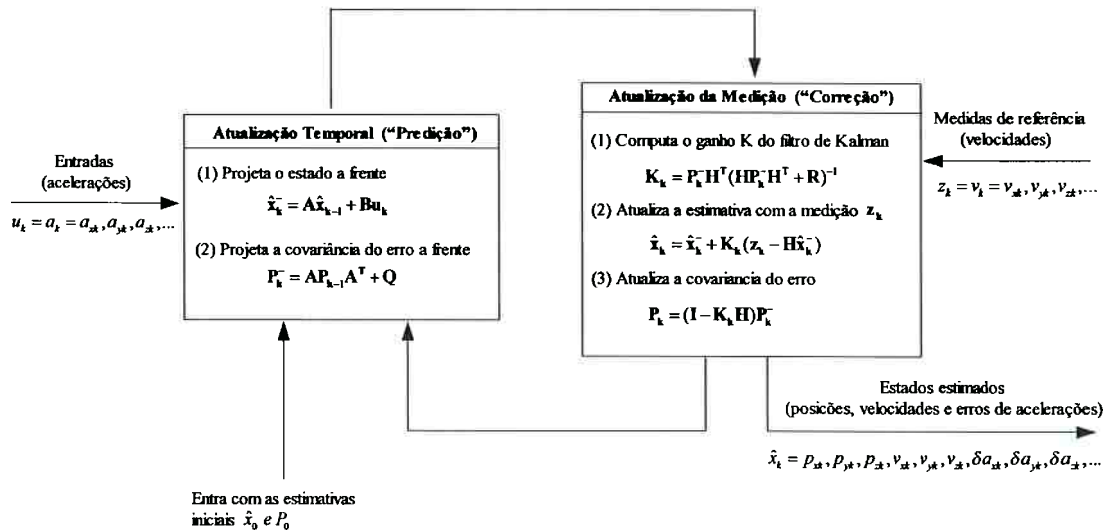 Atualização Temporal (“Predição”)
(1) Projeta o estado a frente
x̂ₖ⁻ = Ax̂ₖ₋₁ + Buₖ
(2) Projeta a covariância do erro a frente
Pₖ⁻ = APₖ₋₁Aᵀ + Q
Entradas
(acelerações)
uₖ = aₖ = aₓₖ, a_yk, a_zk,...
Entra com as estimativas
iniciais x̂₀ e P₀
Atualização da Medição (“Correção”)
(1) Computa o ganho K do filtro de Kalman
Kₖ = Pₖ⁻Hᵀ(HPₖ⁻Hᵀ + R)⁻¹
(2) Atualiza a estimativa com a medição zₖ
x̂ₖ = x̂ₖ⁻ + Kₖ(zₖ − Hx̂ₖ⁻)
(3) Atualiza a covariancia do erro
Pₖ = (I − KₖH)Pₖ⁻
Medidas de referência
(velocidades)
zₖ = vₖ = vₓₖ, v_yk, v_zk,...
Estados estimados
(posicões, velocidades e erros de acelerações)
x̂ₖ = pₓₖ, p_yk, p_zk, vₓₖ, v_yk, v_zk, δaₓₖ, δa_yk, δa_zk,...